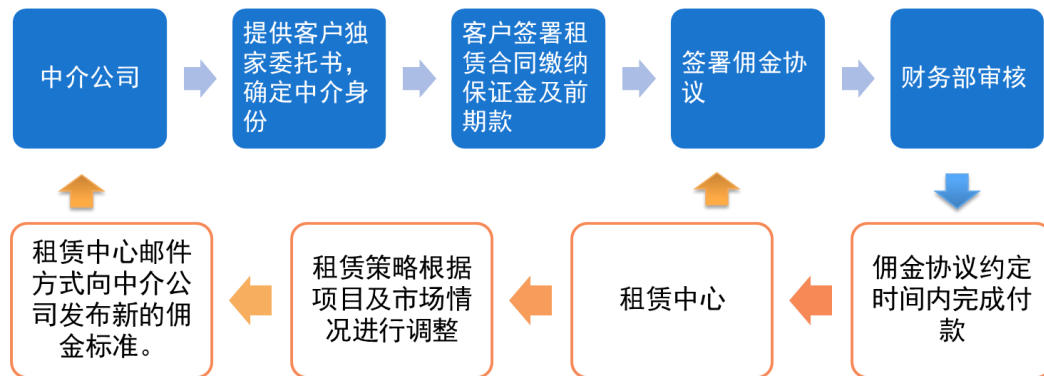 中介公司
提供客户独
家委托书，
确定中介身
份
客户签署租
赁合同缴纳
保证金及前
期款
签署佣金协
议
财务部审核
租赁中心邮件
方式向中介公
司发布新的佣
金标准。
租赁策略根据
项目及市场情
况进行调整
租赁中心
佣金协议约定
时间内完成付
款